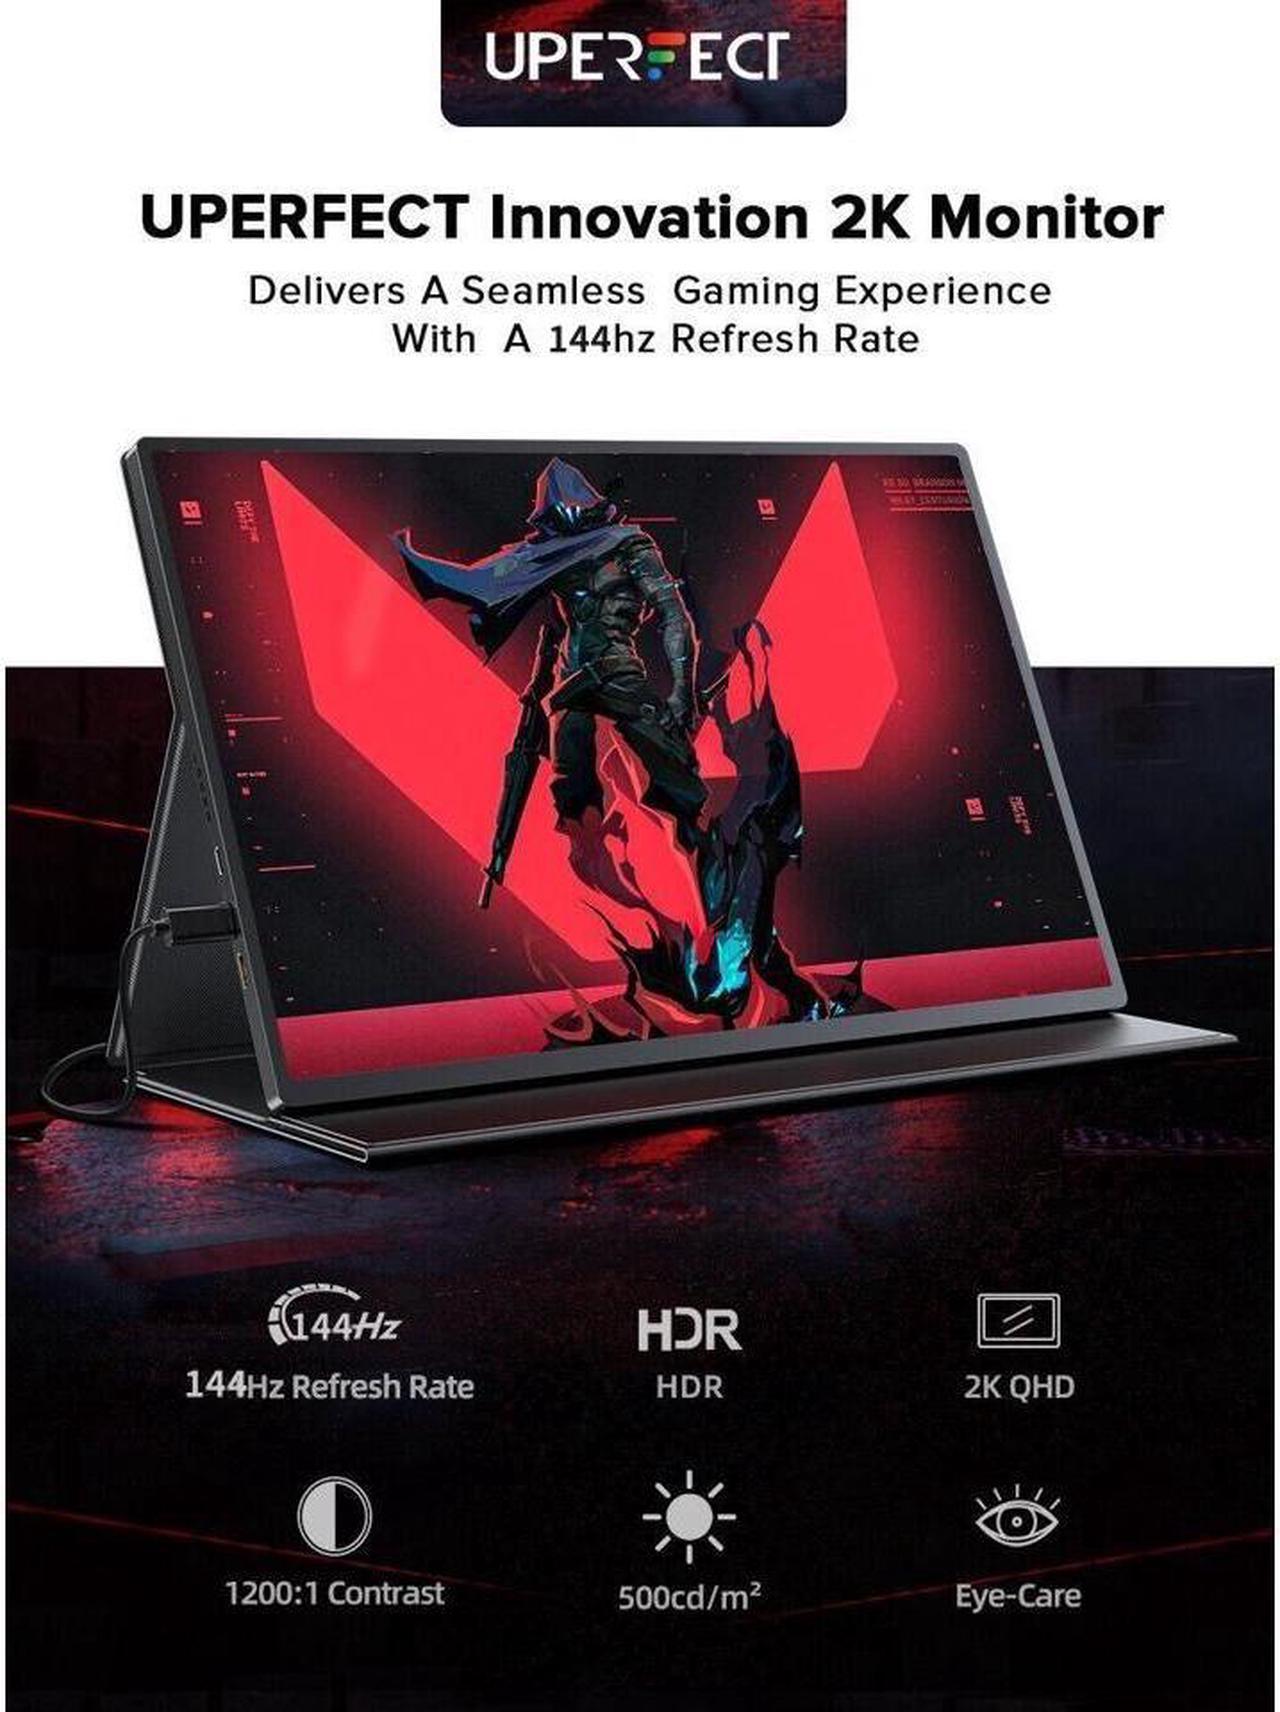 UPERFECT
UPERFECT Innovation 2K Monitor
Delivers A Seamless Gaming Experience
With A 144hz Refresh Rate
144Hz
HDR
144Hz Refresh Rate
HDR
2K QHD
1200:1 Contrast
500cd/m²
Eye-Care